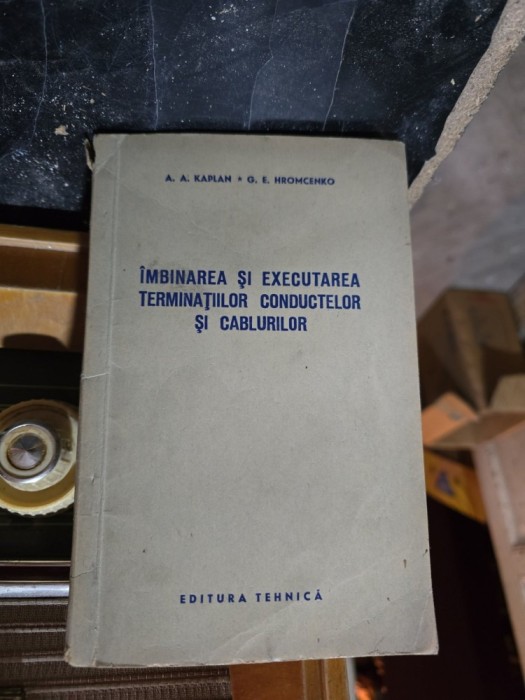 A. A. KAPLAN * G. E. HROMCENKO
ÎMBINAREA ŞI EXECUTAREA
TERMINAŢIILOR CONDUCTELOR
ŞI CABLURILOR
EDITURA TEHNICĂ